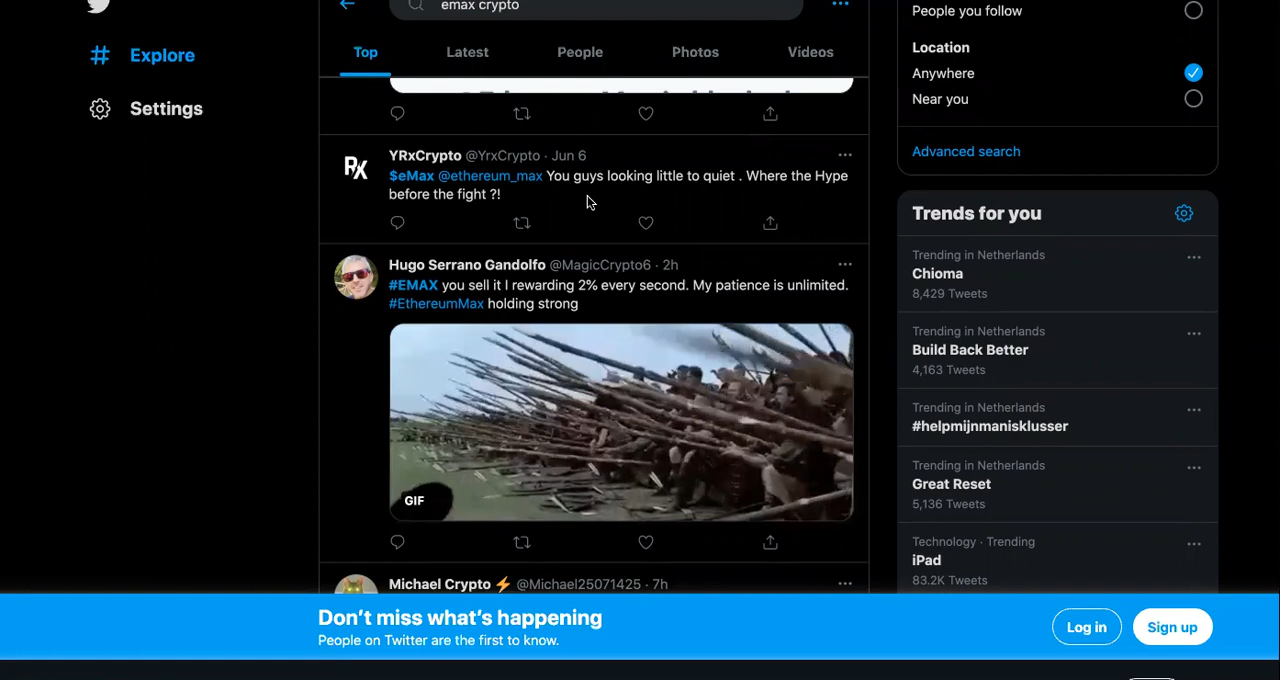 emax crypto
Explore
Settings
Top
Latest
People
Photos
Videos
YRxCrypto @YrxCrypto · Jun 6
$eMax @ethereum_max You guys looking little to quiet . Where the Hype
before the fight ?!
Hugo Serrano Gandolfo @MagicCrypto6 · 2h
#EMAX you sell it I rewarding 2% every second. My patience is unlimited.
#EthereumMax holding strong
GIF
Michael Crypto⚡ @Michael25071425 · 7h
People you follow
Location
Anywhere
Near you
Advanced search
Trends for you
Trending in Netherlands
Chioma
8,429 Tweets
Trending in Netherlands
Build Back Better
4,163 Tweets
Trending in Netherlands
#helpmijnmanisklusser
Trending in Netherlands
Great Reset
5,136 Tweets
Technology · Trending
iPad
83.2K Tweets
Don't miss what's happening
People on Twitter are the first to know.
Log in
Sign up